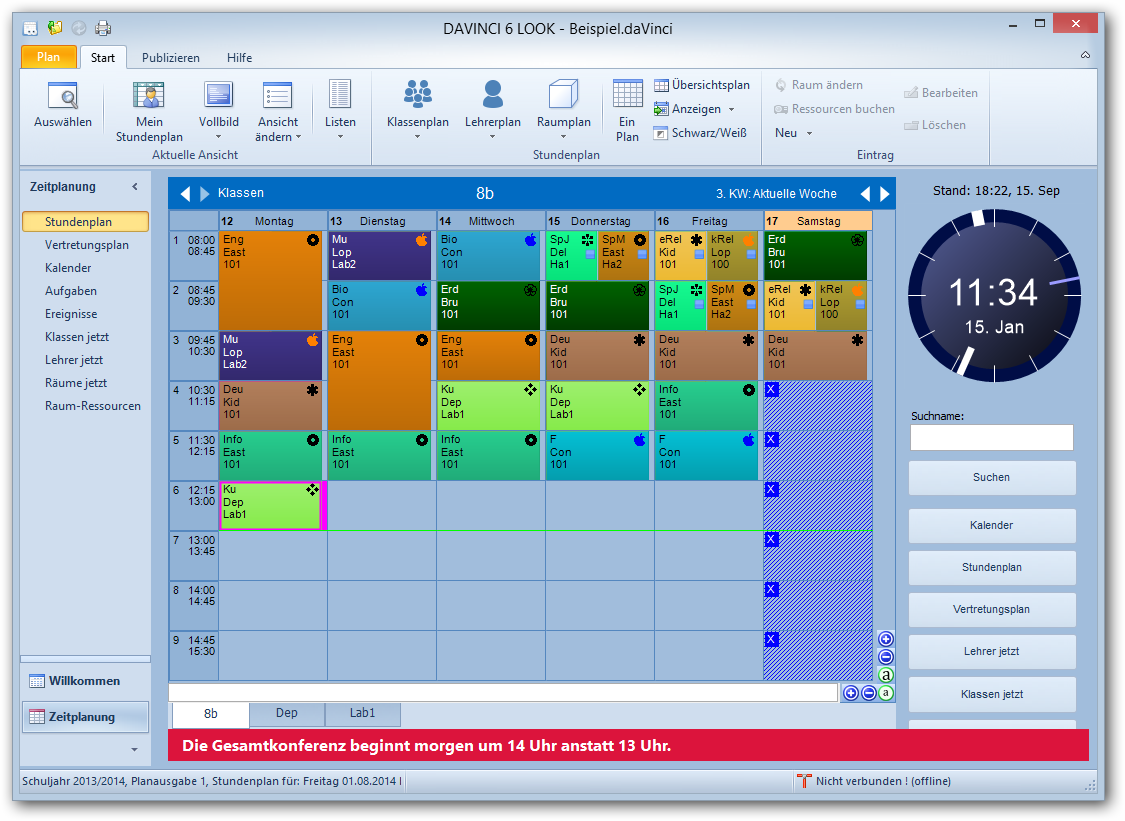 DAVINCI 6 LOOK - Beispiel.daVinci
Plan Start Publizieren Hilfe
Auswählen
Mein Stundenplan
Vollbild
Ansicht ändern
Listen
Aktuelle Ansicht
Klassenplan
Lehrerplan
Raumplan
Ein Plan
Übersichtsplan
Anzeigen
Schwarz/Weiß
Stundenplan
Raum ändern
Ressourcen buchen
Neu
Bearbeiten
Löschen
Eintrag
Zeitplanung
Stundenplan
Vertretungsplan
Kalender
Aufgaben
Ereignisse
Klassen jetzt
Lehrer jetzt
Räume jetzt
Raum-Ressourcen
Willkommen
Zeitplanung
Klassen 8b 3. KW: Aktuelle Woche
12 Montag 13 Dienstag 14 Mittwoch 15 Donnerstag 16 Freitag 17 Samstag
1 08:00 Eng Mu Bio SpJ SpM eRel kRel Erd
08:45 East Lop Con Del East Kid Lop Bru
101 Lab2 101 Ha1 Ha2 101 100 101
2 08:45 Bio Erd Erd SpJ SpM eRel kRel
09:30 Con Bru Bru Del East Kid Lop
101 101 101 Ha1 Ha2 101 100
3 09:45 Mu Eng Eng Deu Deu Deu
10:30 Lop East East Kid Kid Kid
Lab2 101 101 101 101 101
4 10:30 Deu Ku Ku Info X
11:15 Kid Dep Dep East
101 Lab1 Lab1 101
5 11:30 Info Info Info F F X
12:15 East East East Con Con
101 101 101 101 101
6 12:15 Ku X
13:00 Dep
Lab1
7 13:00 X
13:45
8 14:00 X
14:45
9 14:45 X
15:30
a
a
8b Dep Lab1
Stand: 18:22, 15. Sep
11:34
15. Jan
Suchname:
Suchen
Kalender
Stundenplan
Vertretungsplan
Lehrer jetzt
Klassen jetzt
Die Gesamtkonferenz beginnt morgen um 14 Uhr anstatt 13 Uhr.
Schuljahr 2013/2014, Planausgabe 1, Stundenplan für: Freitag 01.08.2014 Nicht verbunden ! (offline)